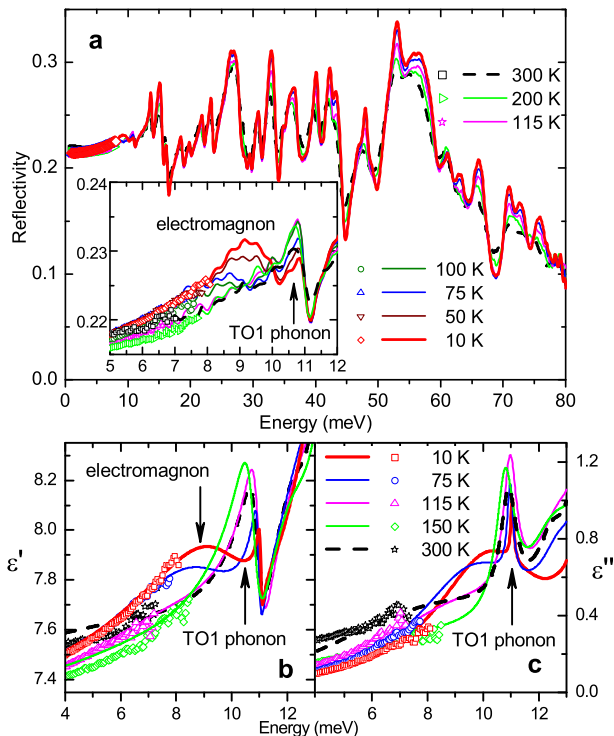 a
Reflectivity
0.3
0.2
0.1
0.0
300 K
200 K
115 K
0.24
0.23
0.22
electromagnon
TO1 phonon
5 6 7 8 9 10 11 12
100 K
75 K
50 K
10 K
0 10 20 30 40 50 60 70 80
Energy (meV)
8.2
8.0
7.8
7.6
7.4
ε'
electromagnon
TO1 phonon
b
4 6 8 10 12
10 K
75 K
115 K
150 K
300 K
TO1 phonon
c
1.2
0.8
0.4
0.0
ε''
4 6 8 10 12
Energy (meV)